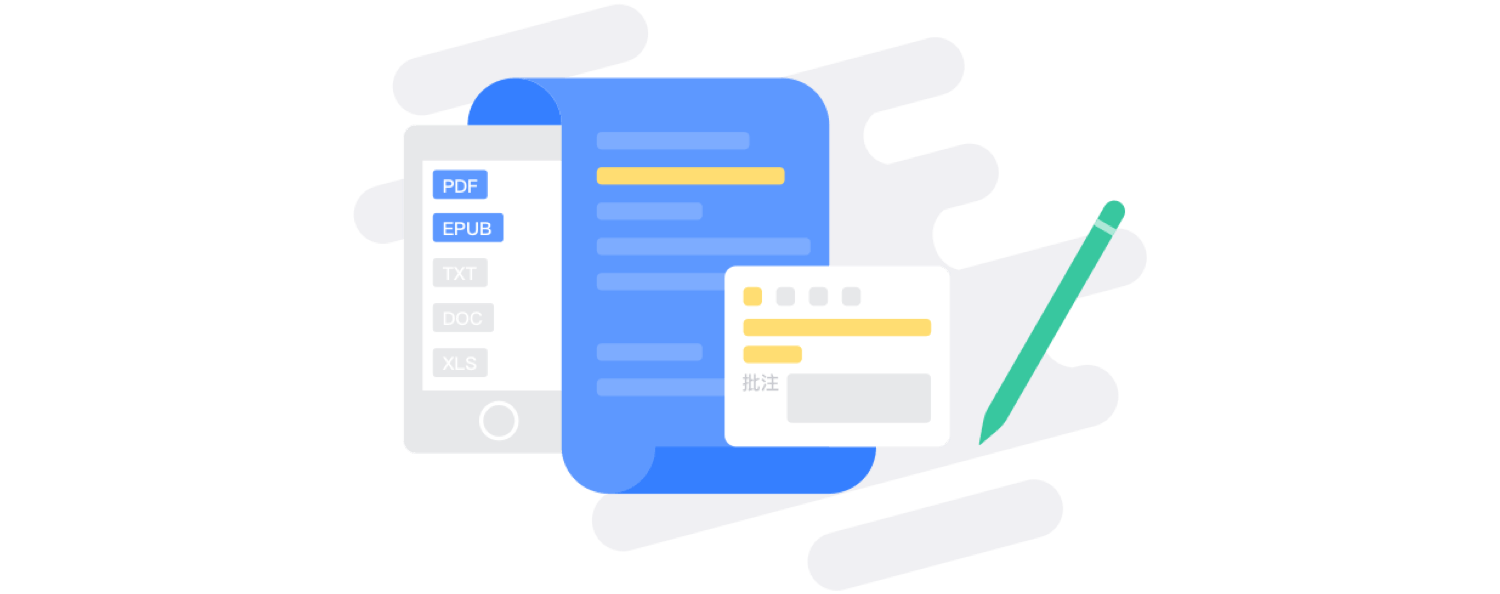 PDF
EPUB
TXT
DOC
XLS
批注